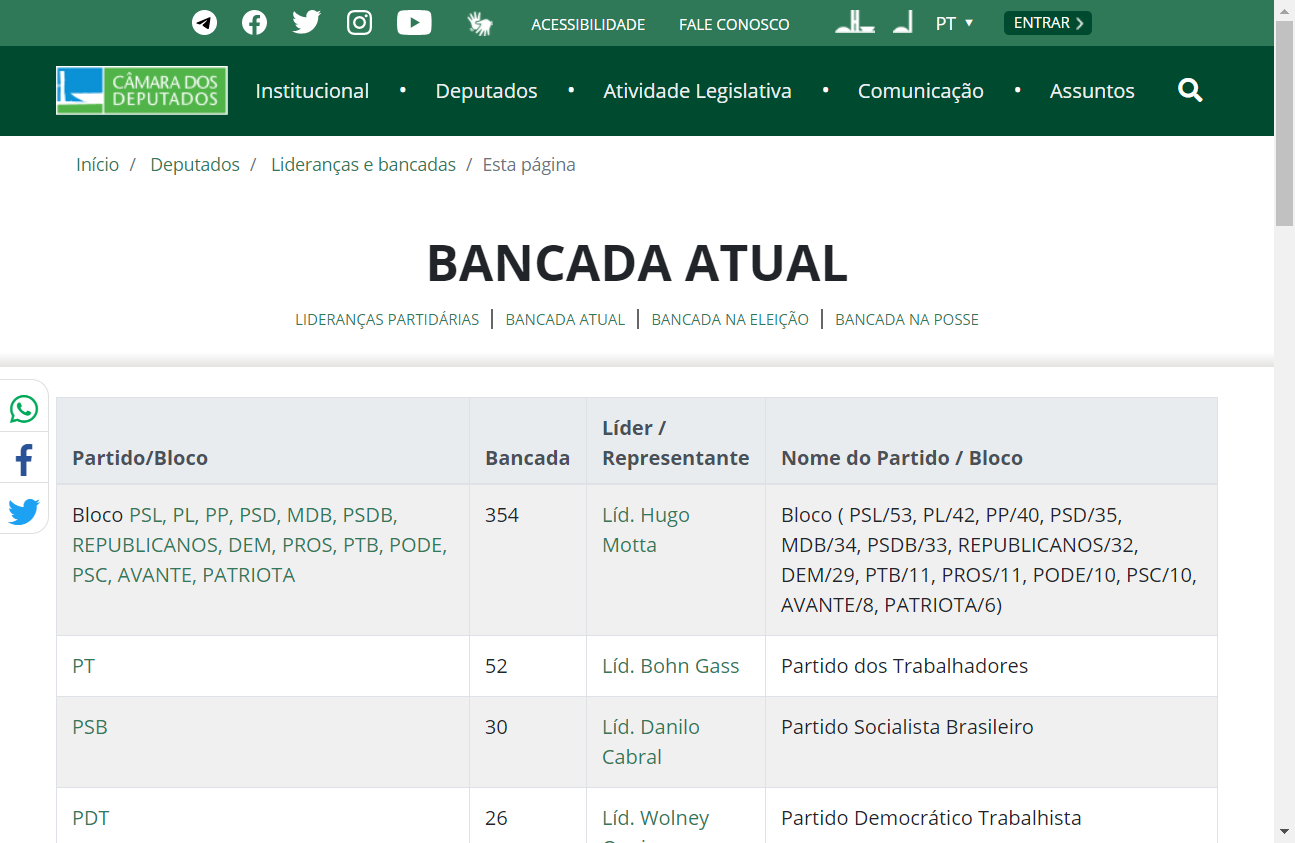 ACESSIBILIDADE FALE CONOSCO PT ▼ ENTRAR
CÂMARA DOS
DEPUTADOS
Institucional • Deputados • Atividade Legislativa • Comunicação • Assuntos
Início / Deputados / Lideranças e bancadas / Esta página
BANCADA ATUAL
LIDERANÇAS PARTIDÁRIAS | BANCADA ATUAL | BANCADA NA ELEIÇÃO | BANCADA NA POSSE
Partido/Bloco
Bancada
Líder /
Representante
Nome do Partido / Bloco
Bloco PSL, PL, PP, PSD, MDB, PSDB,
REPUBLICANOS, DEM, PROS, PTB, PODE,
PSC, AVANTE, PATRIOTA
354
Líd. Hugo
Motta
Bloco ( PSL/53, PL/42, PP/40, PSD/35,
MDB/34, PSDB/33, REPUBLICANOS/32,
DEM/29, PTB/11, PROS/11, PODE/10, PSC/10,
AVANTE/8, PATRIOTA/6)
PT
52
Líd. Bohn Gass
Partido dos Trabalhadores
PSB
30
Líd. Danilo
Cabral
Partido Socialista Brasileiro
PDT
26
Líd. Wolney
Partido Democrático Trabalhista